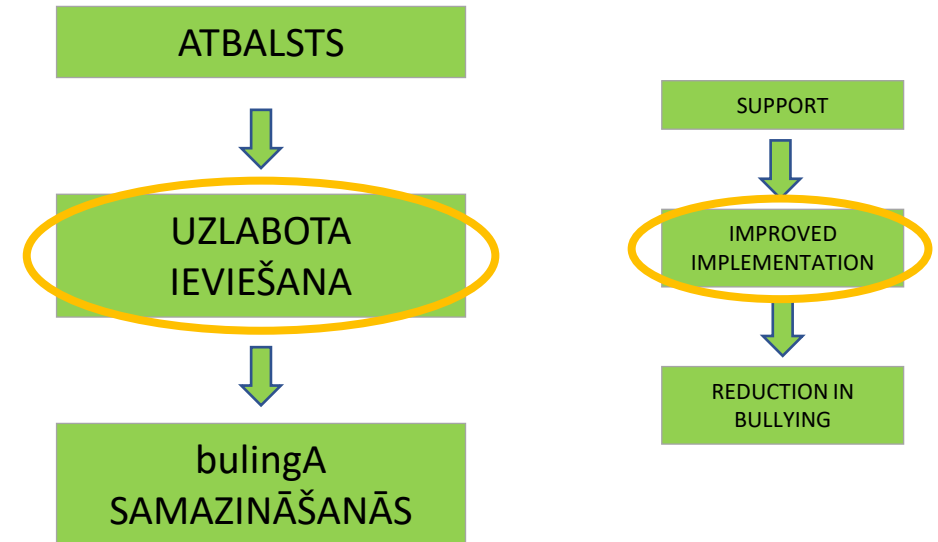 ATBALSTS
UZLABOTA
IEVIEŠANA
bulingA
SAMAZINĀŠANĀS
SUPPORT
IMPROVED
IMPLEMENTATION
REDUCTION IN
BULLYING